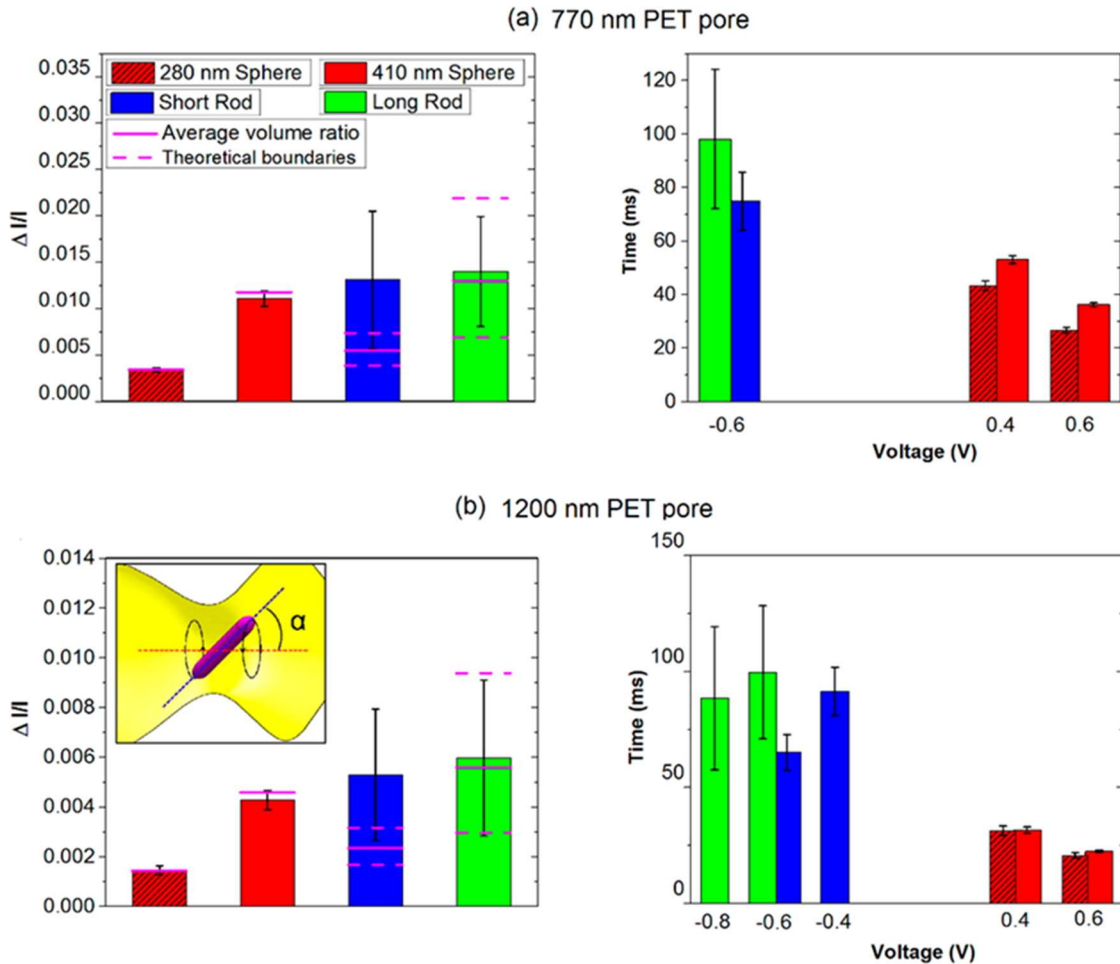 (a) 770 nm PET pore
0.035
0.030
0.025
0.020
0.015
0.010
0.005
0.000
Δ I/I
280 nm Sphere
410 nm Sphere
Short Rod
Long Rod
Average volume ratio
Theoretical boundaries
120
100
80
60
40
20
0
Time (ms)
-0.6
0.4
0.6
Voltage (V)
(b) 1200 nm PET pore
0.014
0.012
0.010
0.008
0.006
0.004
0.002
0.000
Δ I/I
α
150
100
50
0
Time (ms)
-0.8
-0.6
-0.4
0.4
0.6
Voltage (V)